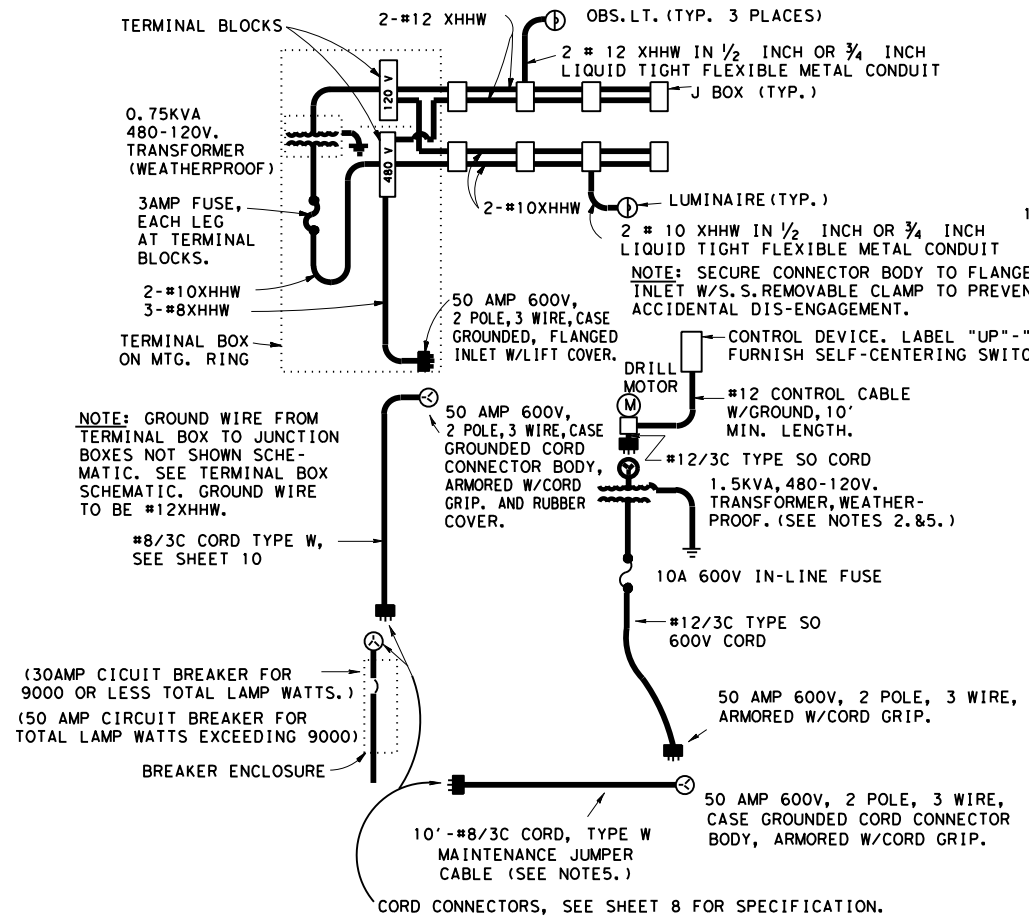 TERMINAL BLOCKS
2-#12 XHHW
OBS.LT. (TYP. 3 PLACES)
2 # 12 XHHW IN 1/2 INCH OR 3/4 INCH
LIQUID TIGHT FLEXIBLE METAL CONDUIT
J BOX (TYP.)
120 V
0.75KVA
480-120V.
TRANSFORMER
(WEATHERPROOF)
480 V
3AMP FUSE,
EACH LEG
AT TERMINAL
BLOCKS.
2-#10XHHW
LUMINAIRE(TYP.)
1
2 # 10 XHHW IN 1/2 INCH OR 3/4 INCH
LIQUID TIGHT FLEXIBLE METAL CONDUIT
NOTE: SECURE CONNECTOR BODY TO FLANGE
INLET W/S.S.REMOVABLE CLAMP TO PREVEN
ACCIDENTAL DIS-ENGAGEMENT.
2-#10XHHW
3-#8XHHW
TERMINAL BOX
ON MTG. RING
50 AMP 600V,
2 POLE,3 WIRE,CASE
GROUNDED, FLANGED
INLET W/LIFT COVER.
CONTROL DEVICE. LABEL "UP"-"
FURNISH SELF-CENTERING SWITC
DRILL
MOTOR
M
#12 CONTROL CABLE
W/GROUND, 10'
MIN. LENGTH.
NOTE: GROUND WIRE FROM
TERMINAL BOX TO JUNCTION
BOXES NOT SHOWN SCHE-
MATIC. SEE TERMINAL BOX
SCHEMATIC. GROUND WIRE
TO BE #12XHHW.
50 AMP 600V,
2 POLE,3 WIRE,CASE
GROUNDED CORD
CONNECTOR BODY,
ARMORED W/CORD
GRIP. AND RUBBER
COVER.
#12/3C TYPE SO CORD
1.5KVA,480-120V.
TRANSFORMER,WEATHER-
PROOF. (SEE NOTES 2.&5.)
#8/3C CORD TYPE W,
SEE SHEET 10
10A 600V IN-LINE FUSE
#12/3C TYPE SO
600V CORD
(30AMP CICUIT BREAKER FOR
9000 OR LESS TOTAL LAMP WATTS.)
(50 AMP CIRCUIT BREAKER FOR
TOTAL LAMP WATTS EXCEEDING 9000)
BREAKER ENCLOSURE
50 AMP 600V, 2 POLE, 3 WIRE,
ARMORED W/CORD GRIP.
10'-#8/3C CORD, TYPE W
MAINTENANCE JUMPER
CABLE (SEE NOTE5.)
50 AMP 600V, 2 POLE, 3 WIRE,
CASE GROUNDED CORD CONNECTOR
BODY, ARMORED W/CORD GRIP.
CORD CONNECTORS, SEE SHEET 8 FOR SPECIFICATION.